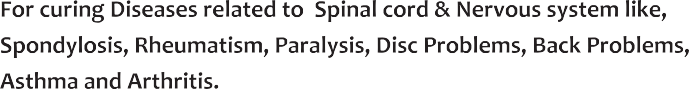 For curing Diseases related to  Spinal cord & Nervous system like,
Spondylosis, Rheumatism, Paralysis, Disc Problems, Back Problems,
Asthma and Arthritis.